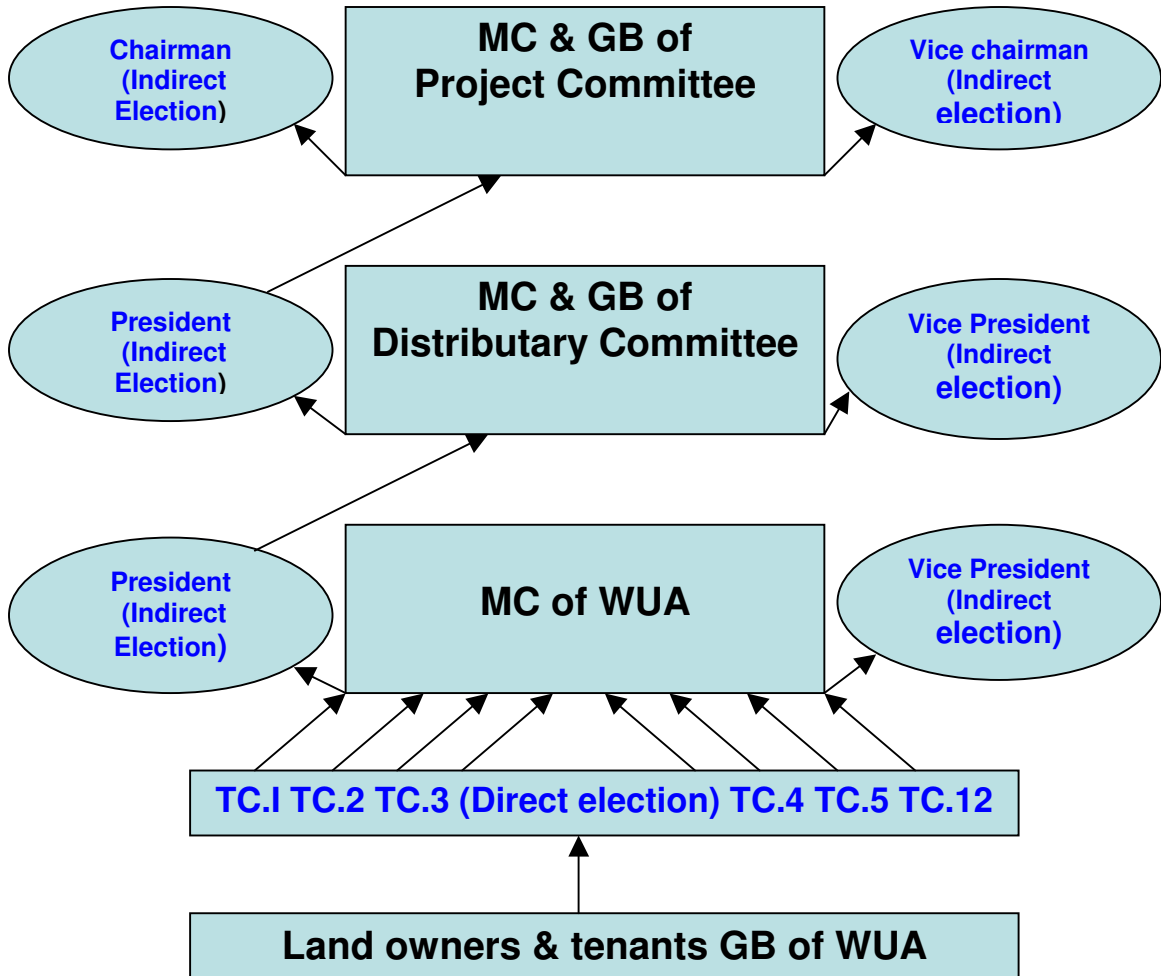 Chairman
(Indirect
Election)
MC & GB of
Project Committee
Vice chairman
(Indirect
election)
President
(Indirect
Election)
MC & GB of
Distributary Committee
Vice President
(Indirect
election)
President
(Indirect
Election)
MC of WUA
Vice President
(Indirect
election)
TC.I TC.2 TC.3 (Direct election) TC.4 TC.5 TC.12
Land owners & tenants GB of WUA